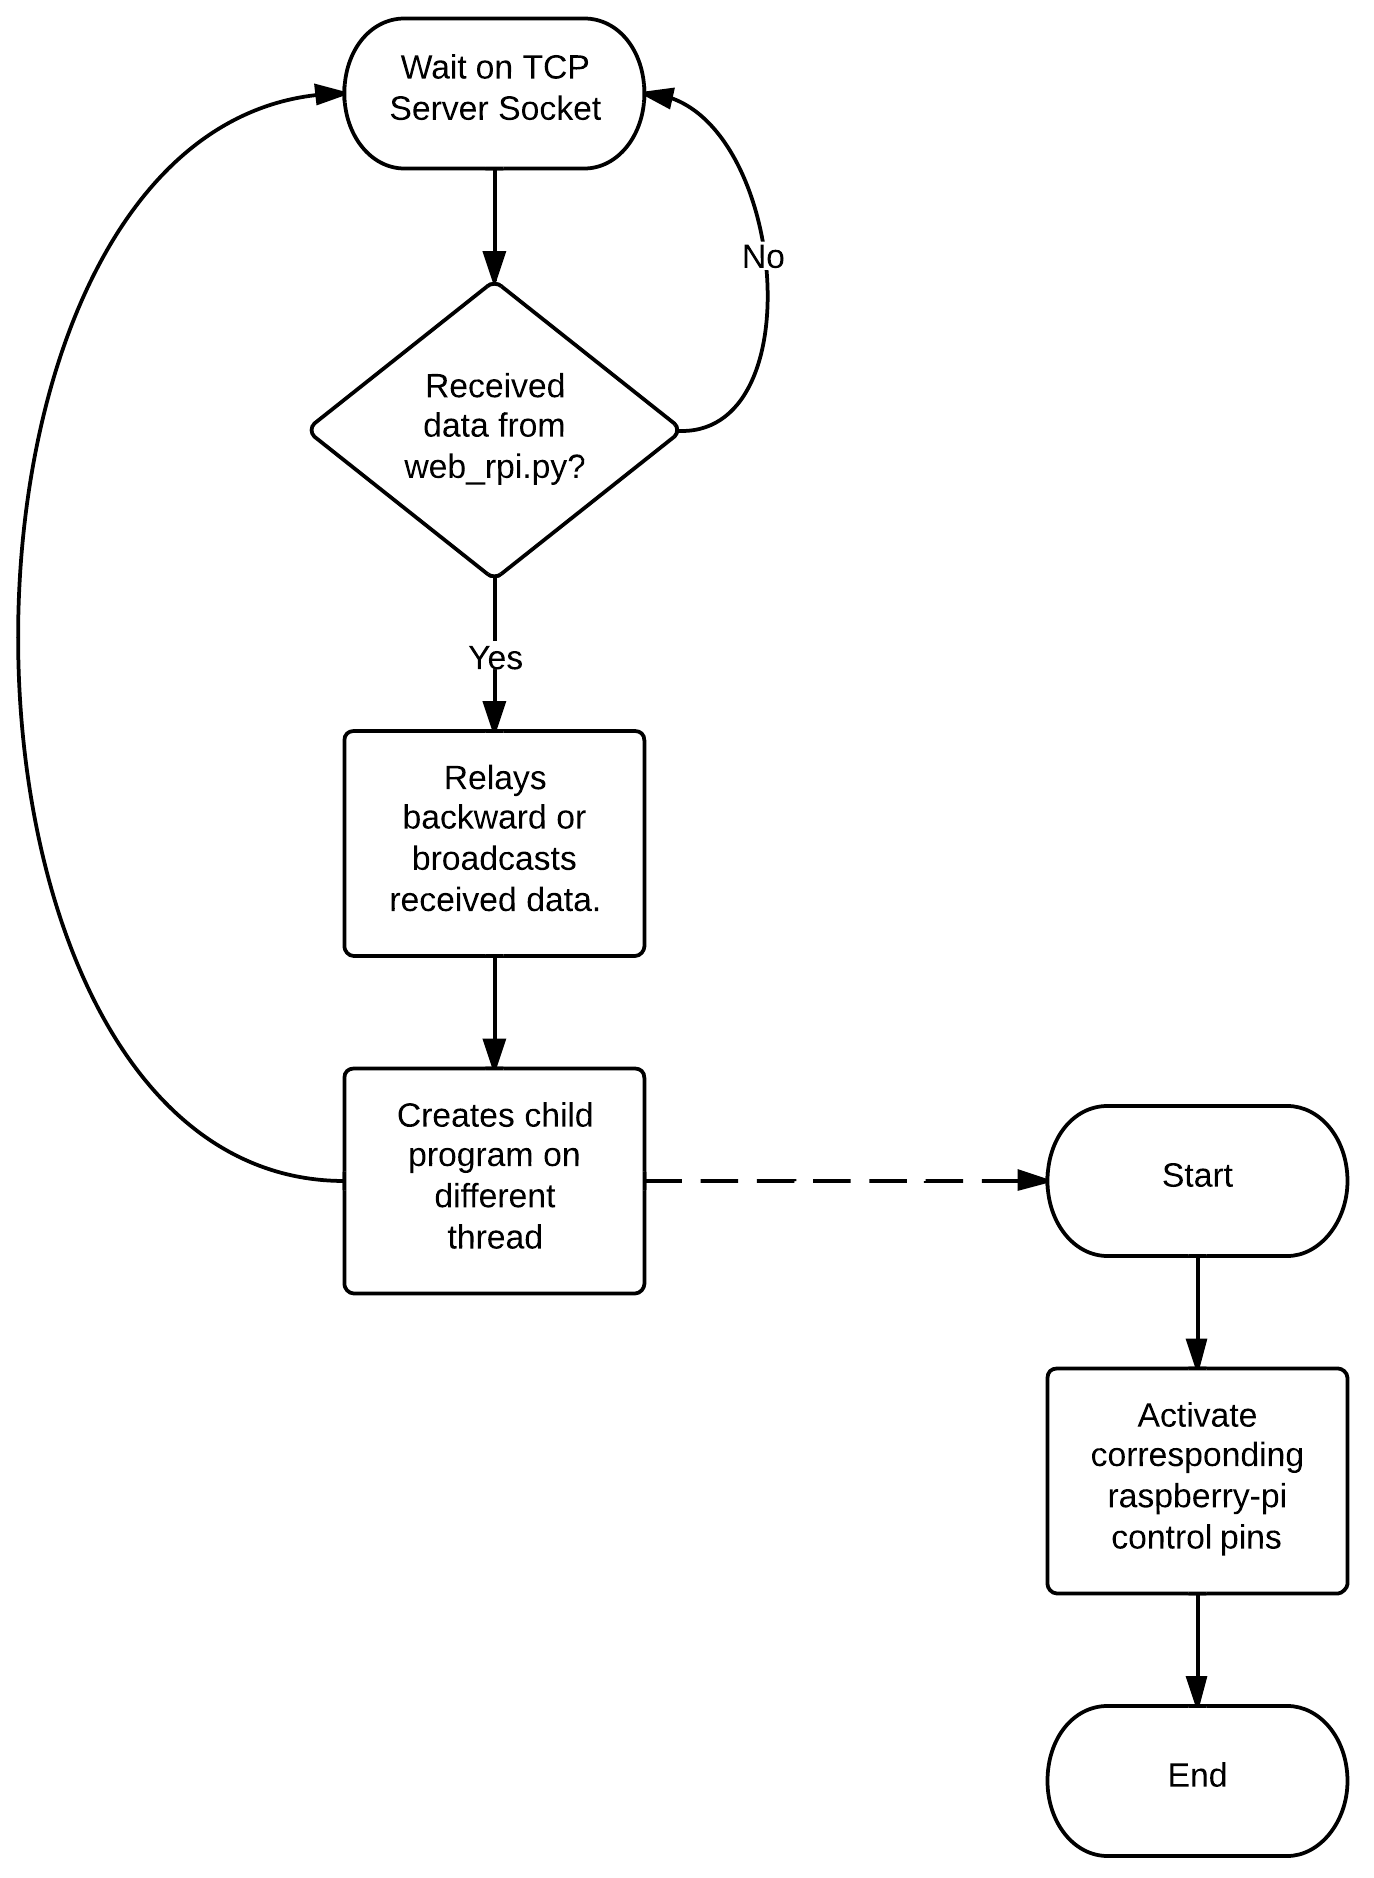 Wait on TCP
Server Socket
No
Received
data from
web_rpi.py?
Yes
Relays
backward or
broadcasts
received data.
Creates child
program on
different
thread
Start
Activate
corresponding
raspberry-pi
control pins
End